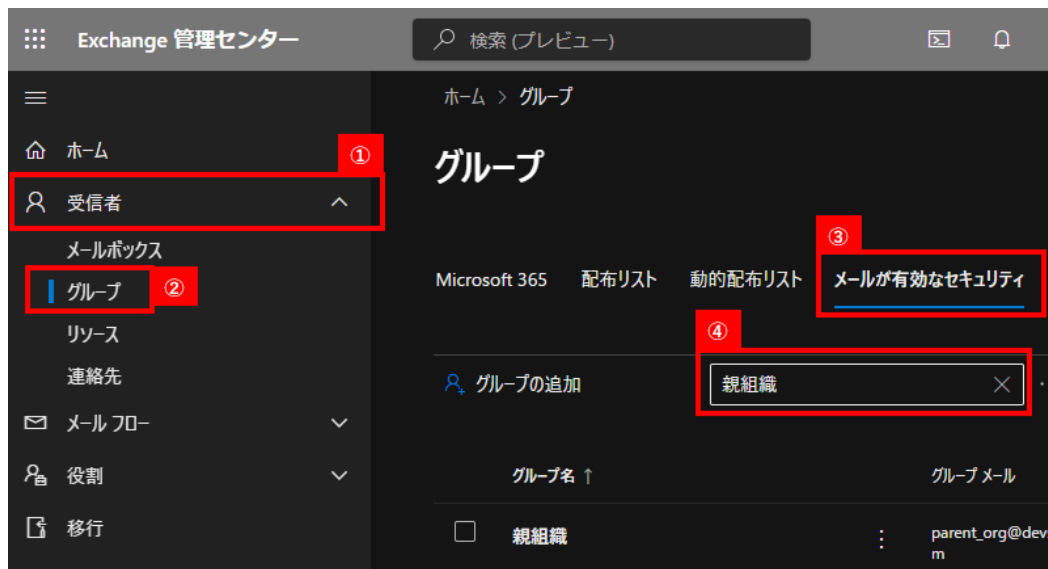 Exchange 管理センター
検索 (プレビュー)
ホーム > グループ
ホーム
①
グループ
受信者
メールボックス
③
Microsoft 365 配布リスト 動的配布リスト メールが有効なセキュリティ
グループ
②
リソース
④
連絡先
グループの追加
親組織
メール フロー
役割
グループ名 ↑ グループ メール
移行
親組織
parent_org@dev
m